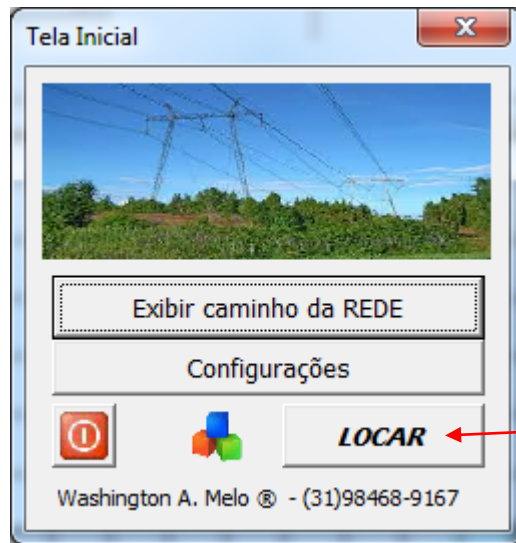 Tela Inicial
Exibir caminho da REDE
Configurações
LOCAR
Washington A. Melo ® - (31)98468-9167